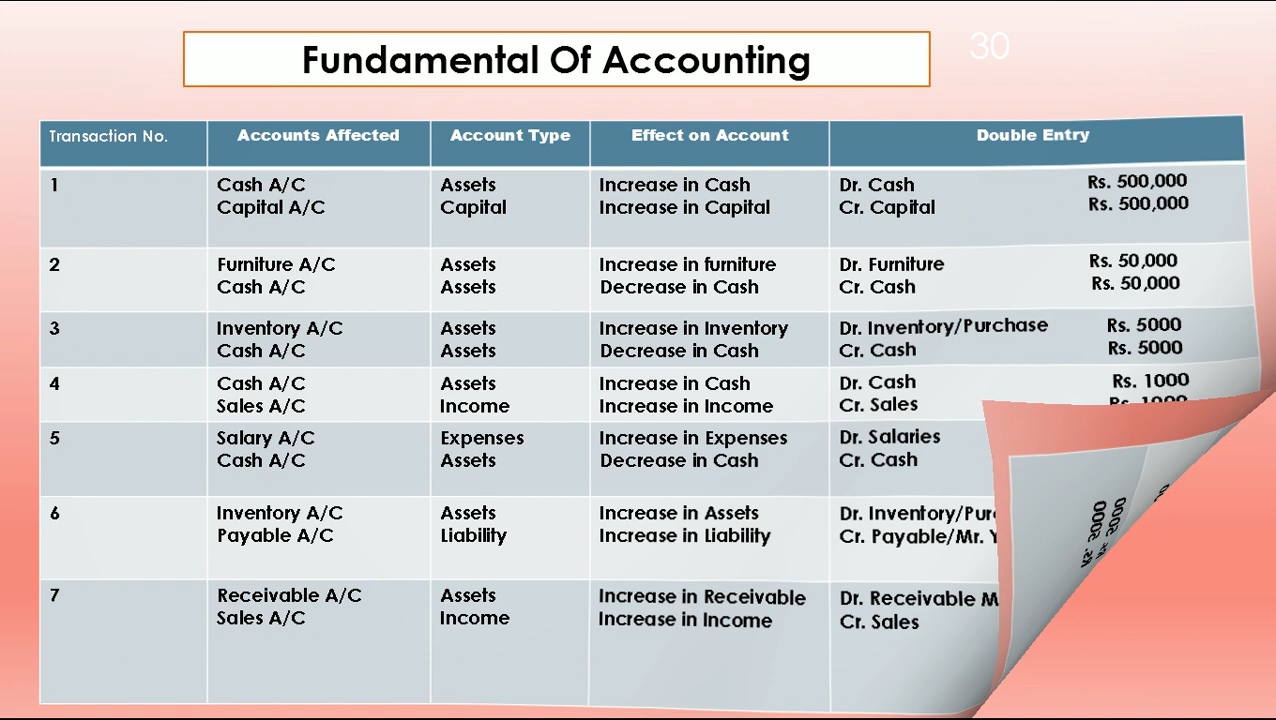 Fundamental Of Accounting
30
Transaction No. Accounts Affected Account Type Effect on Account Double Entry
1 Cash A/C Assets Increase in Cash Dr. Cash Rs. 500,000
Capital A/C Capital Increase in Capital Cr. Capital Rs. 500,000
2 Furniture A/C Assets Increase in furniture Dr. Furniture Rs. 50,000
Cash A/C Assets Decrease in Cash Cr. Cash Rs. 50,000
3 Inventory A/C Assets Increase in Inventory Dr. Inventory/Purchase Rs. 5000
Cash A/C Assets Decrease in Cash Cr. Cash Rs. 5000
4 Cash A/C Assets Increase in Cash Dr. Cash Rs. 1000
Sales A/C Income Increase in Income Cr. Sales Rs. 1000
5 Salary A/C Expenses Increase in Expenses Dr. Salaries
Cash A/C Assets Decrease in Cash Cr. Cash
6 Inventory A/C Assets Increase in Assets Dr. Inventory/Pur
Payable A/C Liability Increase in Liability Cr. Payable/Mr. Y
7 Receivable A/C Assets Increase in Receivable Dr. Receivable M
Sales A/C Income Increase in Income Cr. Sales
Rs. 2000
Rs. 2000